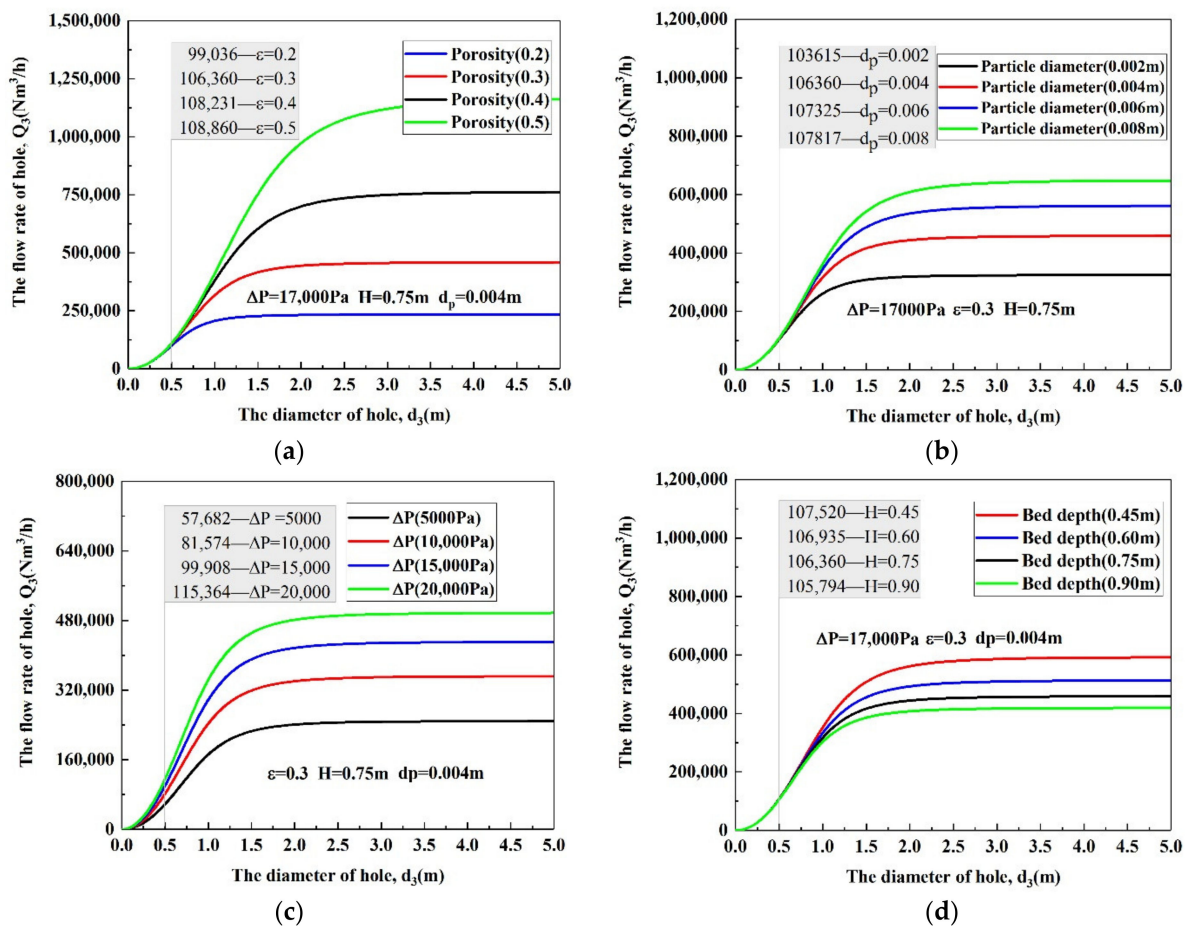 1,500,000
1,250,000
1,000,000
750,000
500,000
250,000
0
The flow rate of hole, Q3(Nm³/h)
99,036—ε=0.2
106,360—ε=0.3
108,231—ε=0.4
108,860—ε=0.5
Porosity(0.2)
Porosity(0.3)
Porosity(0.4)
Porosity(0.5)
ΔP=17,000Pa H=0.75m dp=0.004m
0.0 0.5 1.0 1.5 2.0 2.5 3.0 3.5 4.0 4.5 5.0
The diameter of hole, d3(m)
(a)
1,200,000
1,000,000
800,000
600,000
400,000
200,000
0
The flow rate of hole, Q3(Nm³/h)
103615—dp=0.002
106360—dp=0.004
107325—dp=0.006
107817—dp=0.008
Particle diameter(0.002m)
Particle diameter(0.004m)
Particle diameter(0.006m)
Particle diameter(0.008m)
ΔP=17000Pa ε=0.3 H=0.75m
0.0 0.5 1.0 1.5 2.0 2.5 3.0 3.5 4.0 4.5 5.0
The diameter of hole, d3(m)
(b)
800,000
640,000
480,000
320,000
160,000
0
The flow rate of hole, Q3(Nm³/h)
57,682—ΔP =5000
81,574—ΔP=10,000
99,908—ΔP=15,000
115,364—ΔP=20,000
ΔP(5000Pa)
ΔP(10,000Pa)
ΔP(15,000Pa)
ΔP(20,000Pa)
ε=0.3 H=0.75m dp=0.004m
0.0 0.5 1.0 1.5 2.0 2.5 3.0 3.5 4.0 4.5 5.0
The diameter of hole, d3(m)
(c)
1,200,000
1,000,000
800,000
600,000
400,000
200,000
0
The flow rate of hole, Q3(Nm³/h)
107,520—H=0.45
106,935—H=0.60
106,360—H=0.75
105,794—H=0.90
Bed depth(0.45m)
Bed depth(0.60m)
Bed depth(0.75m)
Bed depth(0.90m)
ΔP=17,000Pa ε=0.3 dp=0.004m
0.0 0.5 1.0 1.5 2.0 2.5 3.0 3.5 4.0 4.5 5.0
The diameter of hole, d3(m)
(d)